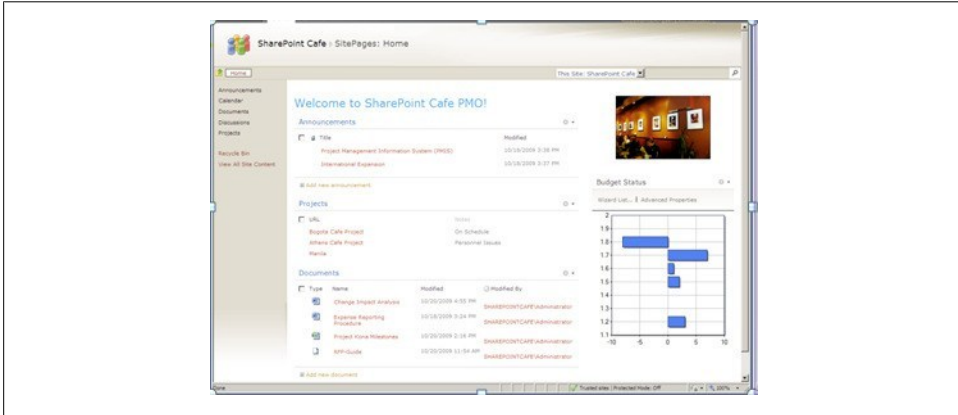 SharePoint Cafe › SitePages: Home
Home
This Site: SharePoint Cafe
Announcements
Calendar
Documents
Discussions
Projects
Recycle Bin
View All Site Content
Welcome to SharePoint Cafe PMO!
Announcements
Title Modified
Project Management Information System (PMIS) 10/18/2009 3:38 PM
International Expansion 10/18/2009 3:37 PM
Add new announcement
Projects
URL Notes
Bogota Cafe Project On Schedule
Athens Cafe Project Personnel Issues
Manila
Documents
Type Name Modified Modified By
Change Impact Analysis 10/20/2009 4:55 PM SHAREPOINTCAFE\Administrator
Expense Reporting Procedure 10/18/2009 3:24 PM SHAREPOINTCAFE\Administrator
Project Kona Milestones 10/20/2009 2:16 PM SHAREPOINTCAFE\Administrator
RFP-Guide 10/20/2009 11:54 AM SHAREPOINTCAFE\Administrator
Add new document
Budget Status
Wizard List... | Advanced Properties
2
1.9
1.8
1.7
1.6
1.5
1.4
1.3
1.2
1.1
-10 -5 0 5 10
Done
Trusted sites | Protected Mode: Off
100%